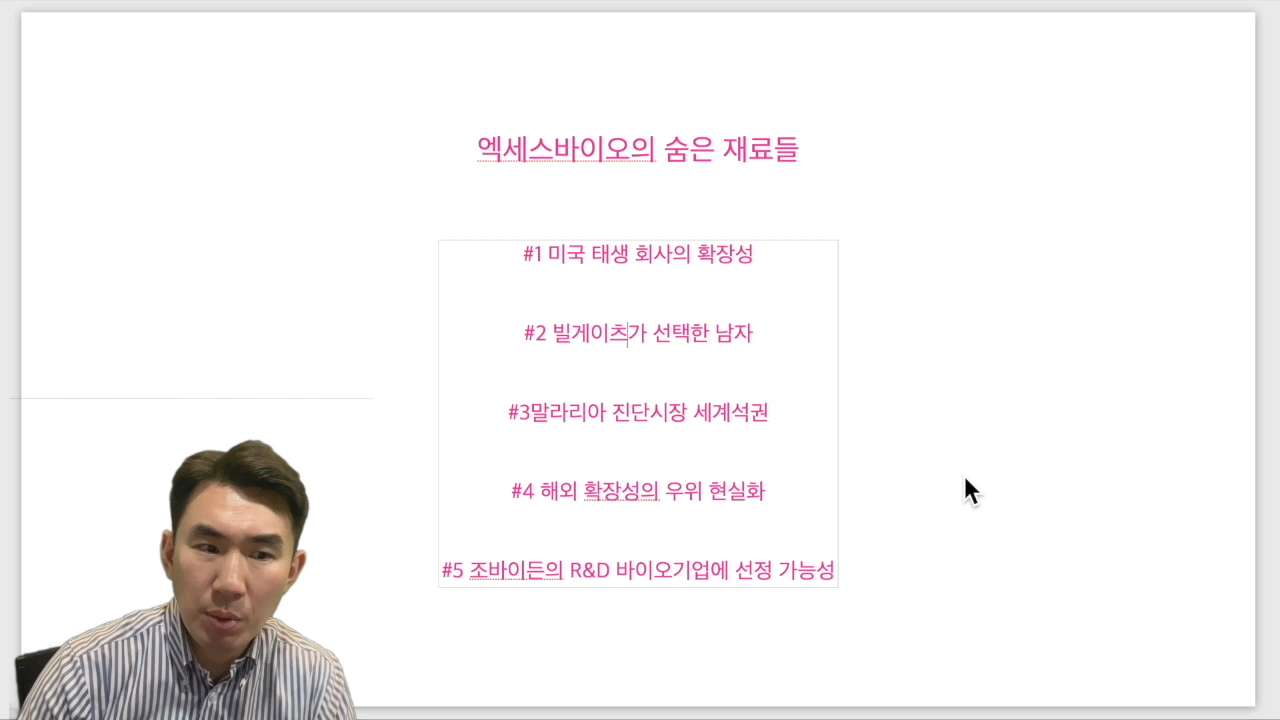 엑세스바이오의 숨은 재료들
#1 미국 태생 회사의 확장성
#2 빌게이츠가 선택한 남자
#3말라리아 진단시장 세계석권
#4 해외 확장성의 우위 현실화
#5 조바이든의 R&D 바이오기업에 선정 가능성